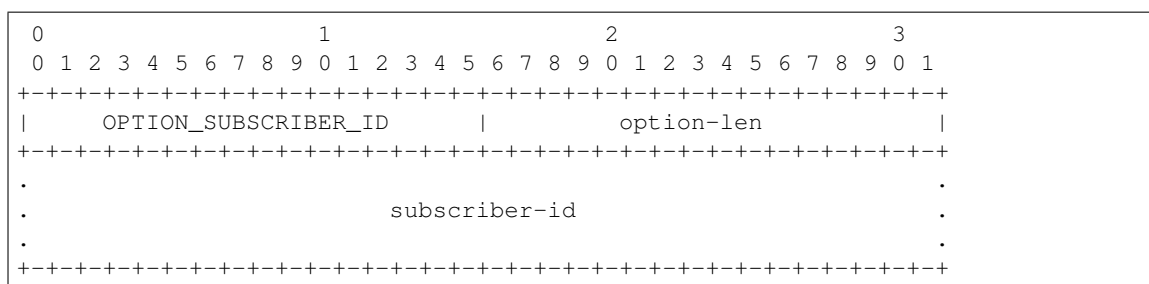 0                   1                   2                   3
 0 1 2 3 4 5 6 7 8 9 0 1 2 3 4 5 6 7 8 9 0 1 2 3 4 5 6 7 8 9 0 1
+-+-+-+-+-+-+-+-+-+-+-+-+-+-+-+-+-+-+-+-+-+-+-+-+-+-+-+-+-+-+-+-+
|     OPTION_SUBSCRIBER_ID      |         option-len            |
+-+-+-+-+-+-+-+-+-+-+-+-+-+-+-+-+-+-+-+-+-+-+-+-+-+-+-+-+-+-+-+-+
.                                                               .
.                         subscriber-id                         .
.                                                               .
+-+-+-+-+-+-+-+-+-+-+-+-+-+-+-+-+-+-+-+-+-+-+-+-+-+-+-+-+-+-+-+-+